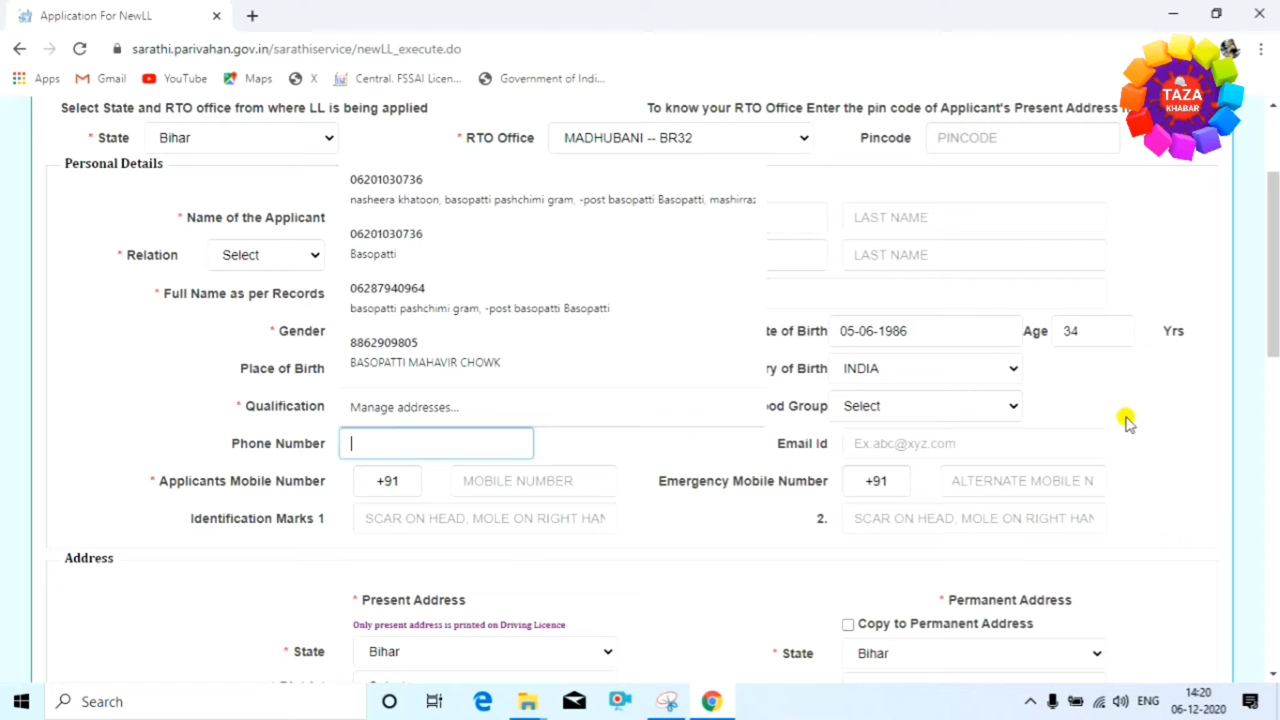 Application For NewLL
sarathi.parivahan.gov.in/sarathiservice/newLL_execute.do
Apps Gmail YouTube Maps X Central. FSSAI Licen... Government of Indi...
TAZA
KHABAR
Select State and RTO office from where LL is being applied To know your RTO Office Enter the pin code of Applicant's Present Address
* State Bihar * RTO Office MADHUBANI -- BR32 Pincode PINCODE
Personal Details
06201030736
nasheera khatoon, basopatti pashchimi gram, -post basopatti Basopatti, mashirraz
* Name of the Applicant LAST NAME
06201030736
Basopatti
* Relation Select LAST NAME
06287940964
basopatti pashchimi gram, -post basopatti Basopatti
* Full Name as per Records
* Gender te of Birth 05-06-1986 Age 34 Yrs
8862909805
BASOPATTI MAHAVIR CHOWK
Place of Birth ry of Birth INDIA
* Qualification Manage addresses... od Group Select
Phone Number Email Id Ex.abc@xyz.com
* Applicants Mobile Number +91 MOBILE NUMBER Emergency Mobile Number +91 ALTERNATE MOBILE N
Identification Marks 1 SCAR ON HEAD, MOLE ON RIGHT HAN 2. SCAR ON HEAD, MOLE ON RIGHT HAN
Address
* Present Address * Permanent Address
Only present address is printed on Driving Licence Copy to Permanent Address
* State Bihar * State Bihar
Search ENG 14:20
06-12-2020